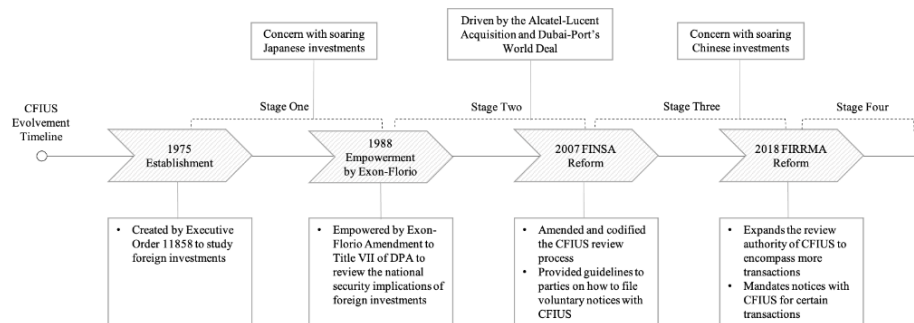 Concern with soaring
Japanese investments
Driven by the Alcatel-Lucent
Acquisition and Dubai-Port's
World Deal
Concern with soaring
Chinese investments
CFIUS
Evolvement
Timeline
Stage One
Stage Two
Stage Three
Stage Four
1975
Establishment
1988
Empowerment
by Exon-Florio
2007 FINSA
Reform
2018 FIRRMA
Reform
• Created by Executive
Order 11858 to study
foreign investments
• Empowered by Exon-
Florio Amendment to
Title VII of DPA to
review the national
security implications of
foreign investments
• Amended and codified
the CFIUS review
process
• Provided guidelines to
parties on how to file
voluntary notices with
CFIUS
• Expands the review
authority of CFIUS to
encompass more
transactions
• Mandates notices with
CFIUS for certain
transactions